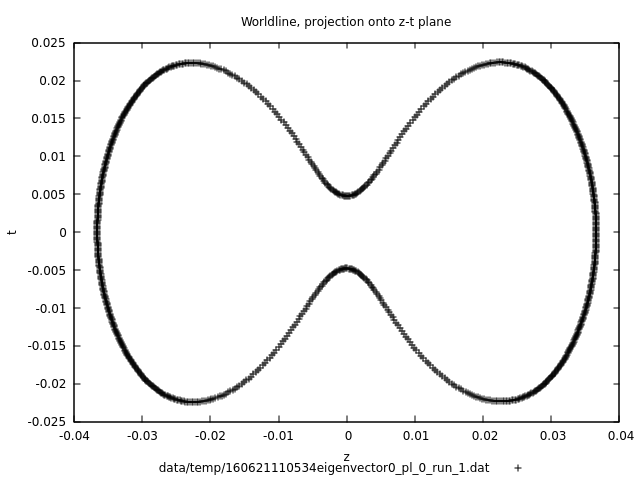 Worldline, projection onto z-t plane
0.025
0.02
0.015
0.01
0.005
0
-0.005
-0.01
-0.015
-0.02
-0.025
t
-0.04 -0.03 -0.02 -0.01 0 0.01 0.02 0.03 0.04
z
data/temp/160621110534eigenvector0_pl_0_run_1.dat +